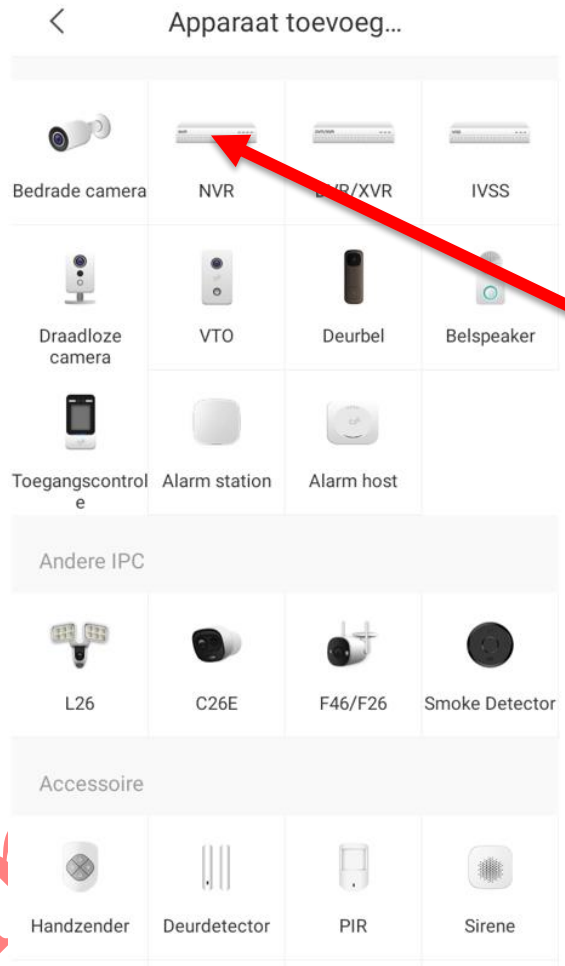 Apparaat toevoeg...
Bedrade camera
NVR
DVR/XVR
IVSS
Draadloze
camera
VTO
Deurbel
Belspeaker
Toegangscontrol
e
Alarm station
Alarm host
Andere IPC
L26
C26E
F46/F26
Smoke Detector
Accessoire
Handzender
Deurdetector
PIR
Sirene